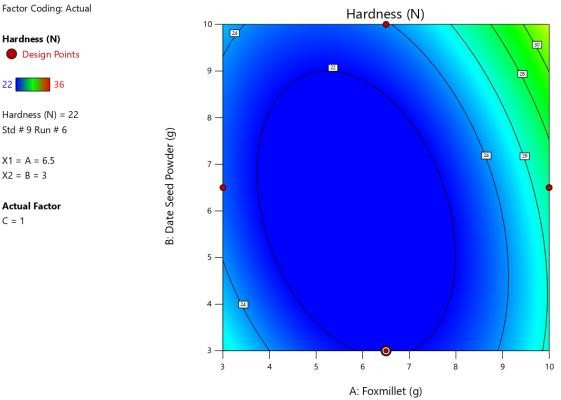 Factor Coding: Actual
Hardness (N)
Hardness (N)
Design Points
22 36
Hardness (N) = 22
Std # 9 Run # 6
X1 = A = 6.5
X2 = B = 3
Actual Factor
C = 1
B: Date Seed Powder (g)
10
9
8
7
6
5
4
3
24
22
30
28
24
26
24
3 4 5 6 7 8 9 10
A: Foxmillet (g)